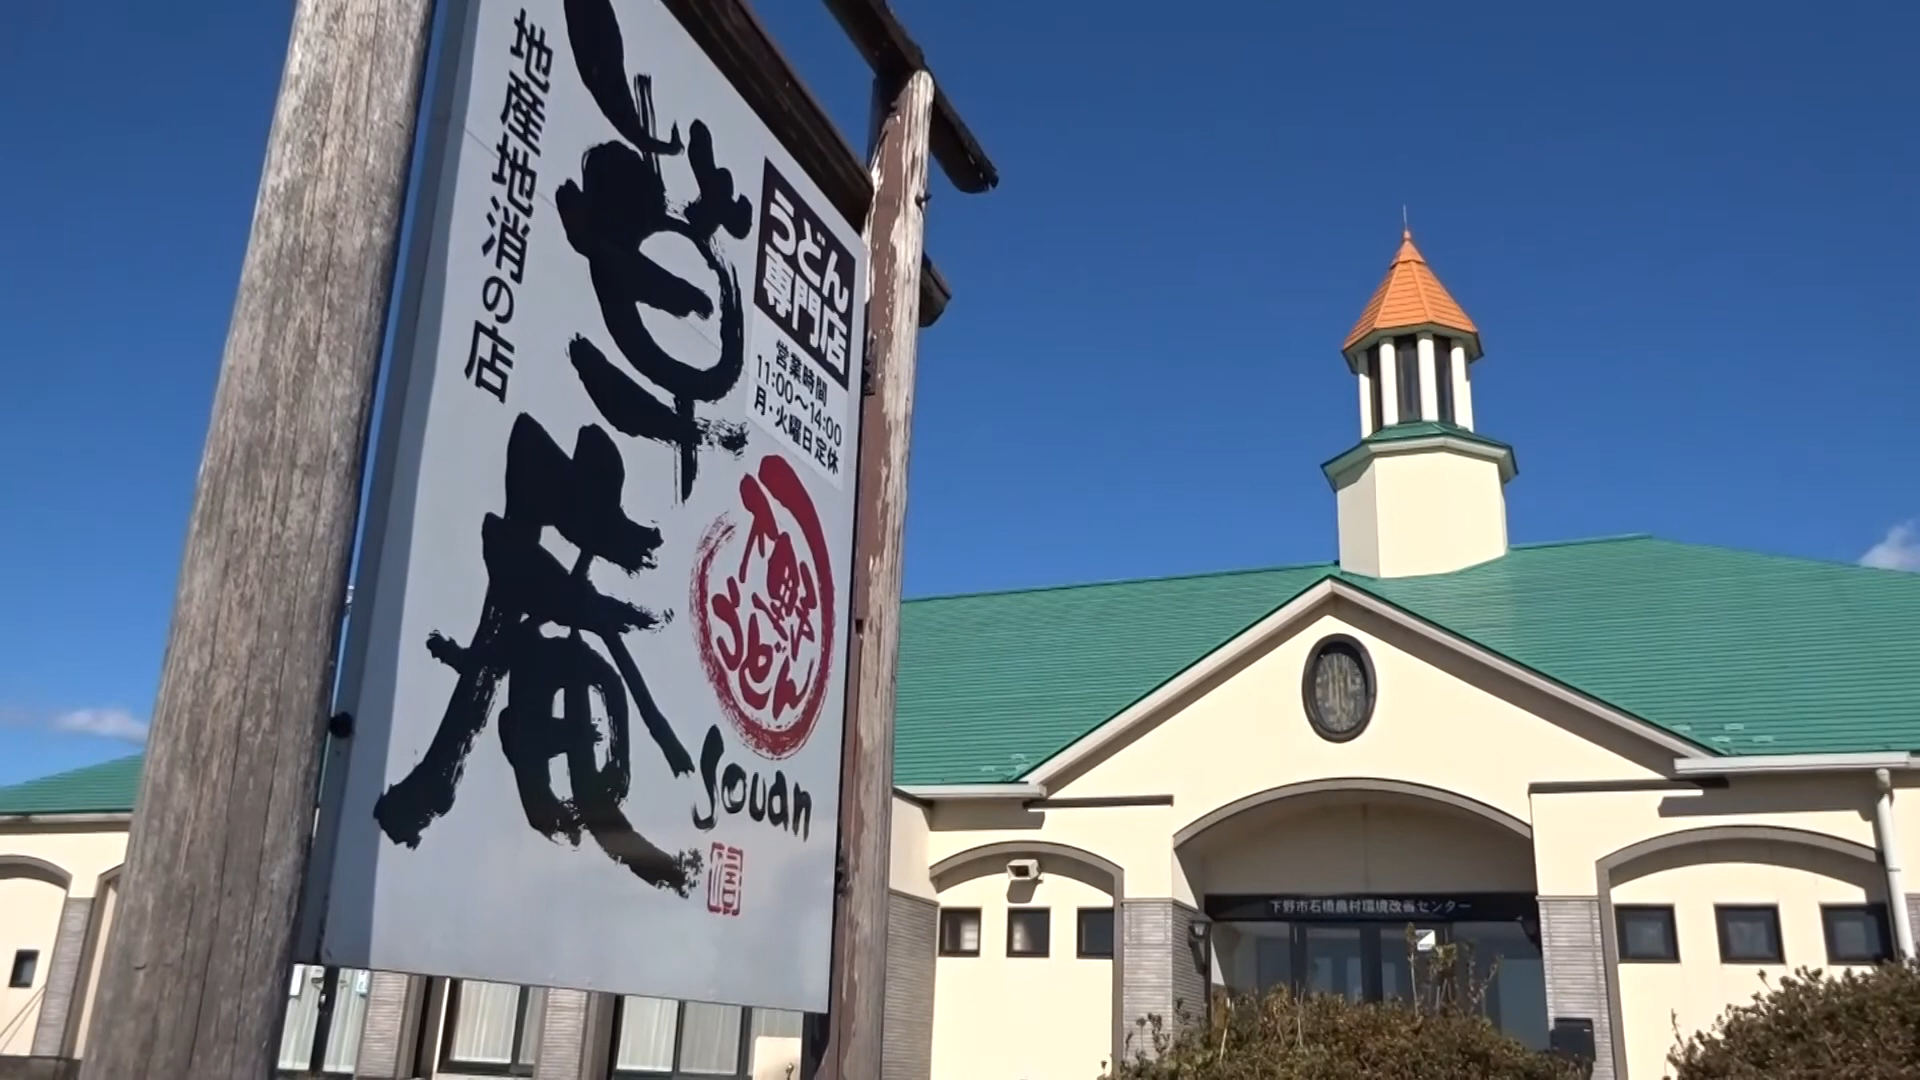 地産地消の店
草庵
うどん
専門店
営業時間
11:00〜14:00
月・火曜日定休
下野
うどん
Souan
下野市石橋農村環境改善センター